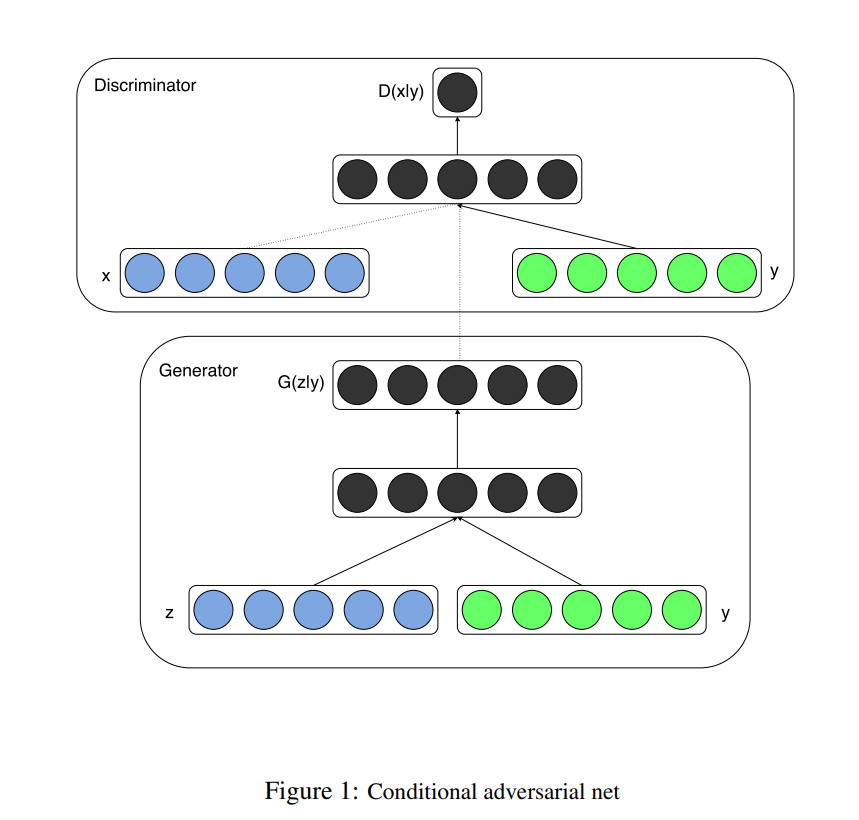 Discriminator
D(x|y)
x
y
Generator
G(z|y)
z
y
Figure 1: Conditional adversarial net